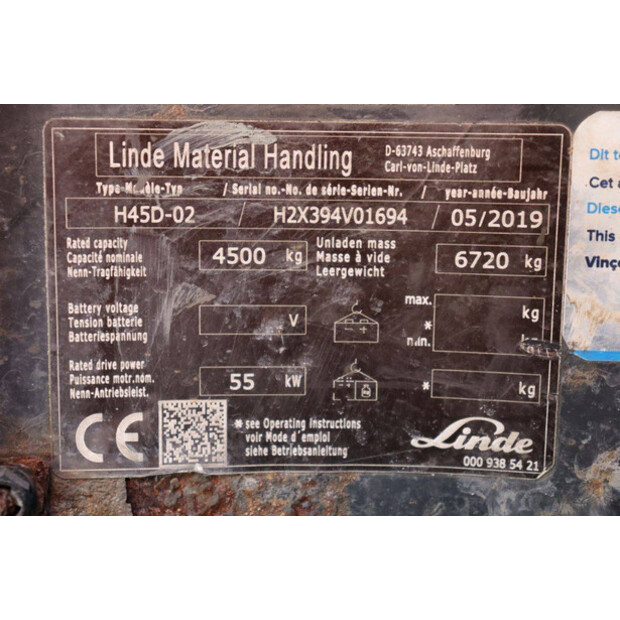 Linde Material Handling
D-63743 Aschaffenburg
Carl-von-Linde-Platz
Type-Modèle-Typ / Serial no.-No. de série-Serien-Nr. / year-année-Baujahr
H45D-02 / H2X394V01694 / 05/2019
Rated capacity
Capacité nominale
Nenn-Tragfähigkeit
4500 kg
Unladen mass
Masse à vide
Leergewicht
6720 kg
Battery voltage
Tension batterie
Batteriespannung
V
- +
max. kg
*
min. kg
Rated drive power
Puissance motr.nom.
Nenn-Antriebsleist.
55 kW
* kg
CE
* see Operating Instructions
voir Mode d'emploi
siehe Betriebsanleitung
Linde
000 938 54 21
Dit
Cet
Diese
This
Vinç